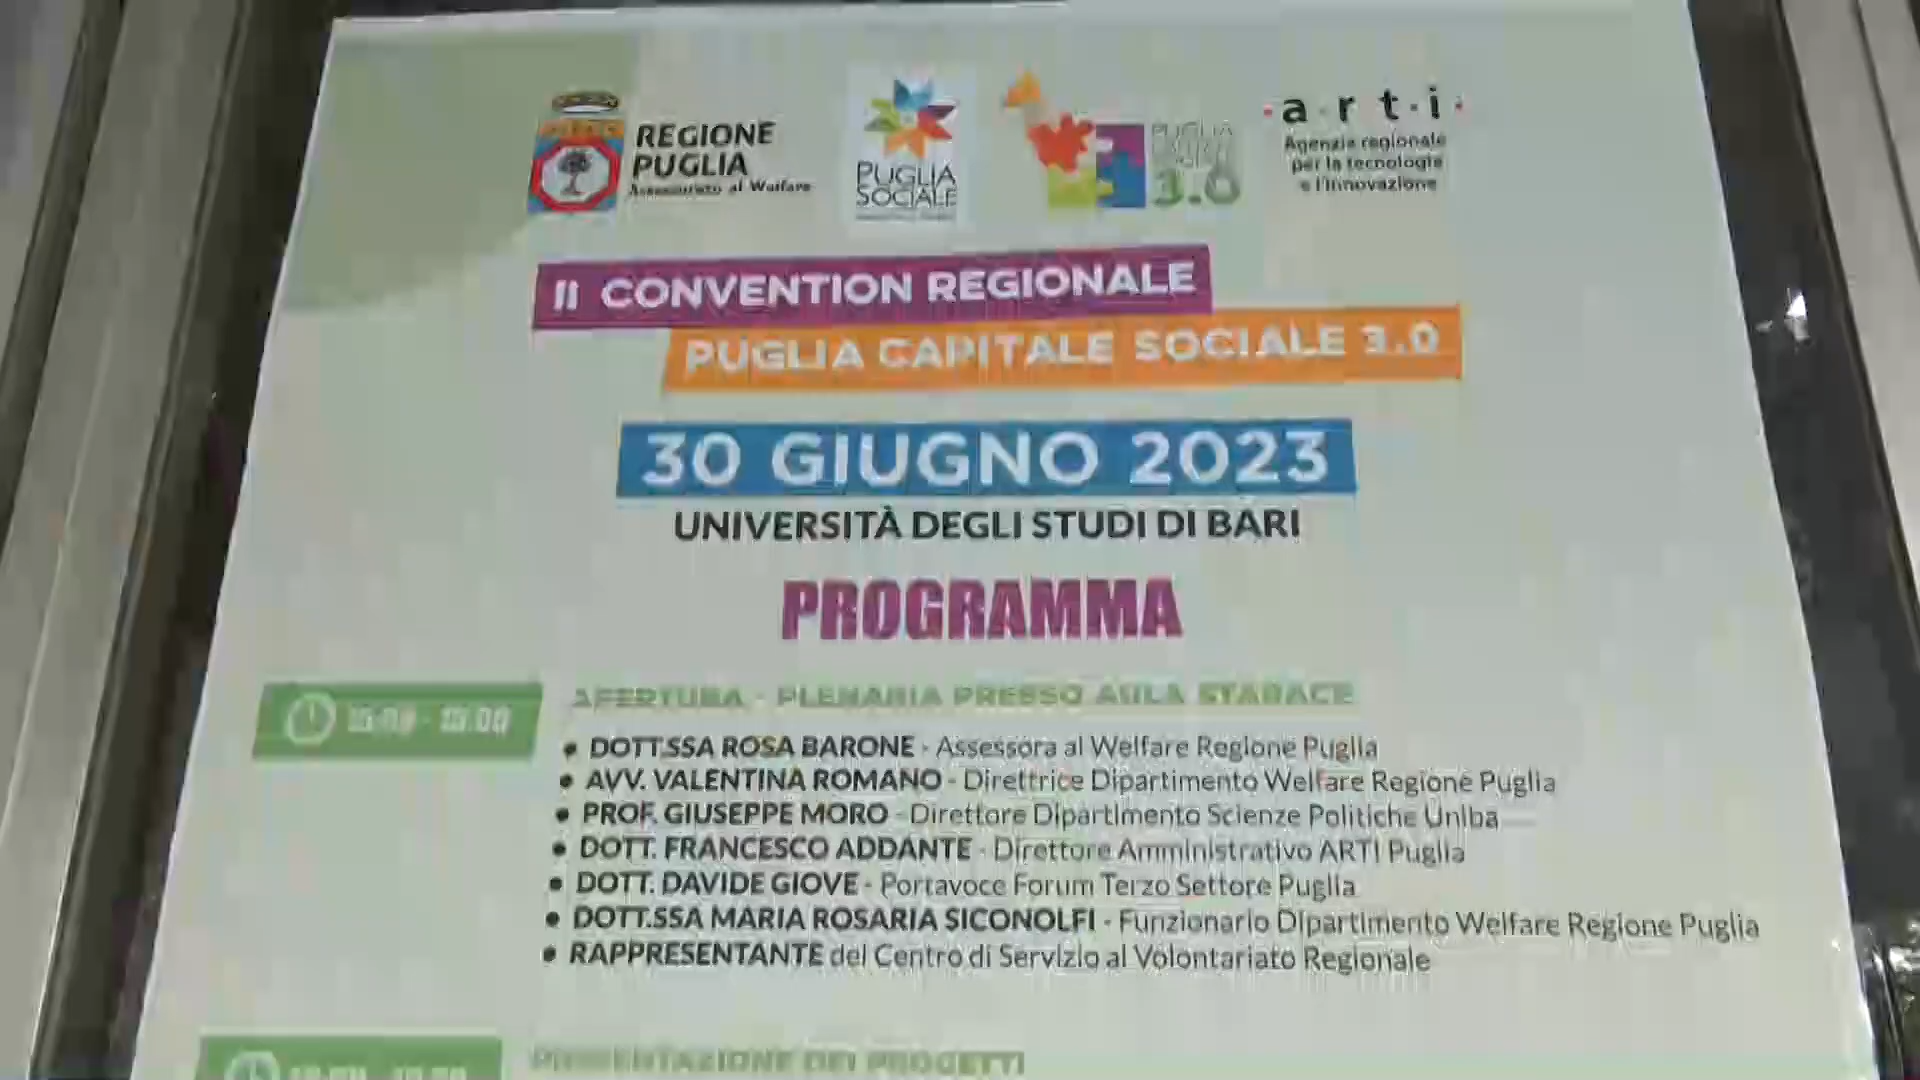 REGIONE
PUGLIA
Assessorato al Welfare
PUGLIA
SOCIALE
PUGLIA
CAPITALE
SOCIALE
3.0
a.r.t.i.
Agenzia regionale
per la tecnologia
e l'innovazione
II CONVENTION REGIONALE
PUGLIA CAPITALE SOCIALE 3.0
30 GIUGNO 2023
UNIVERSITÀ DEGLI STUDI DI BARI
PROGRAMMA
APERTURA - PLENARIA PRESSO AULA STARACE
• DOTT.SSA ROSA BARONE - Assessora al Welfare Regione Puglia
• AVV. VALENTINA ROMANO - Direttrice Dipartimento Welfare Regione Puglia
• PROF. GIUSEPPE MORO - Direttore Dipartimento Scienze Politiche Uniba
• DOTT. FRANCESCO ADDANTE - Direttore Amministrativo ARTI Puglia
• DOTT. DAVIDE GIOVE - Portavoce Forum Terzo Settore Puglia
• DOTT.SSA MARIA ROSARIA SICONOLFI - Funzionario Dipartimento Welfare Regione Puglia
• RAPPRESENTANTE del Centro di Servizio al Volontariato Regionale
PRESENTAZIONE DEI PROGETTI